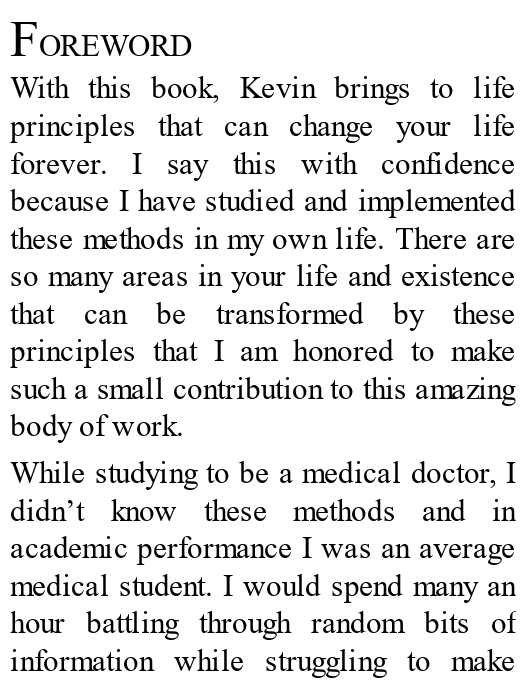 FOREWORD
With this book, Kevin brings to life
principles that can change your life
forever. I say this with confidence
because I have studied and implemented
these methods in my own life. There are
so many areas in your life and existence
that can be transformed by these
principles that I am honored to make
such a small contribution to this amazing
body of work.
While studying to be a medical doctor, I
didn’t know these methods and in
academic performance I was an average
medical student. I would spend many an
hour battling through random bits of
information while struggling to make